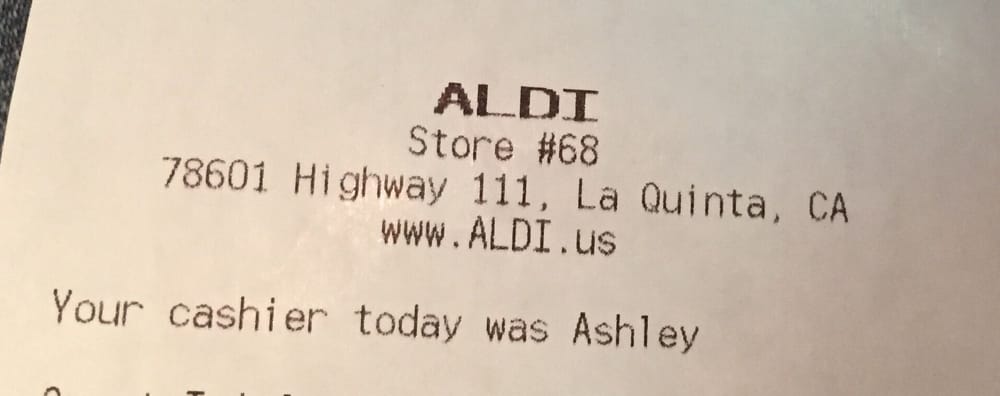 ALDI
Store #68
78601 Highway 111, La Quinta, CA
www.ALDI.us
Your cashier today was Ashley